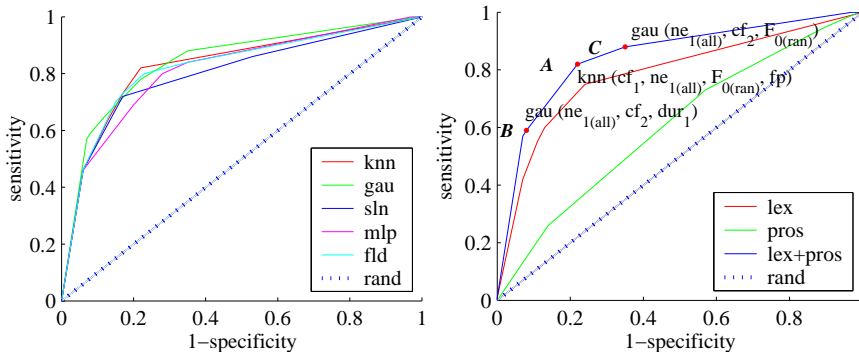 sensitivity
1
0.8
0.6
0.4
0.2
0
0 0.2 0.4 0.6 0.8 1
1−specificity
knn
gau
sln
mlp
fld
rand
sensitivity
1
0.8
0.6
0.4
0.2
0
0 0.2 0.4 0.6 0.8 1
1−specificity
C gau (ne1(all), cf2, F0(ran))
A
knn (cf1, ne1(all), F0(ran), fp)
gau (ne1(all), cf2, dur1)
B
lex
pros
lex+pros
rand